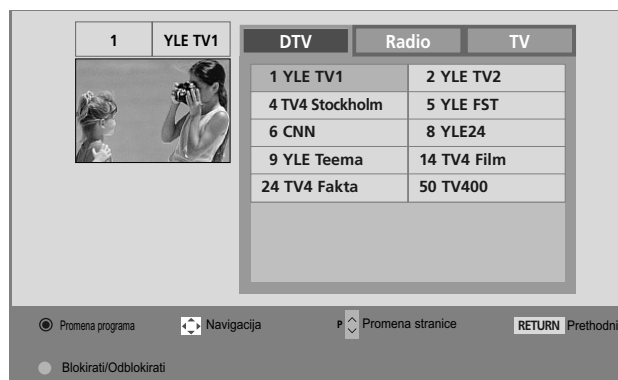 1 YLE TV1
DTV Radio TV
1 YLE TV1 2 YLE TV2
4 TV4 Stockholm 5 YLE FST
6 CNN 8 YLE24
9 YLE Teema 14 TV4 Film
24 TV4 Fakta 50 TV400
Promena programa Navigacija P Promena stranice RETURN Prethodni
Blokirati/Odblokirati